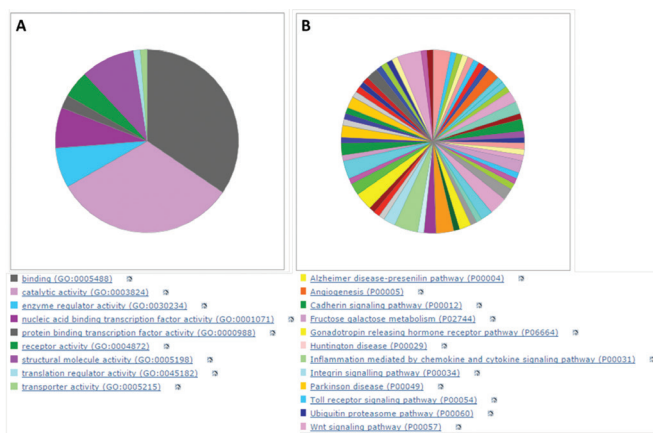 A
B
binding (GO:0005488)
catalytic activity (GO:0003824)
enzyme regulator activity (GO:0030234)
nucleic acid binding transcription factor activity (GO:0001071)
protein binding transcription factor activity (GO:0000988)
receptor activity (GO:0004872)
structural molecule activity (GO:0005198)
translation regulator activity (GO:0045182)
transporter activity (GO:0005215)
Alzheimer disease-presenilin pathway (P00004)
Angiogenesis (P00005)
Cadherin signaling pathway (P00012)
Fructose galactose metabolism (P02744)
Gonadotropin releasing hormone receptor pathway (P06664)
Huntington disease (P00029)
Inflammation mediated by chemokine and cytokine signaling pathway (P00031)
Integrin signalling pathway (P00034)
Parkinson disease (P00049)
Toll receptor signaling pathway (P00054)
Ubiquitin proteasome pathway (P00060)
Wnt signaling pathway (P00057)